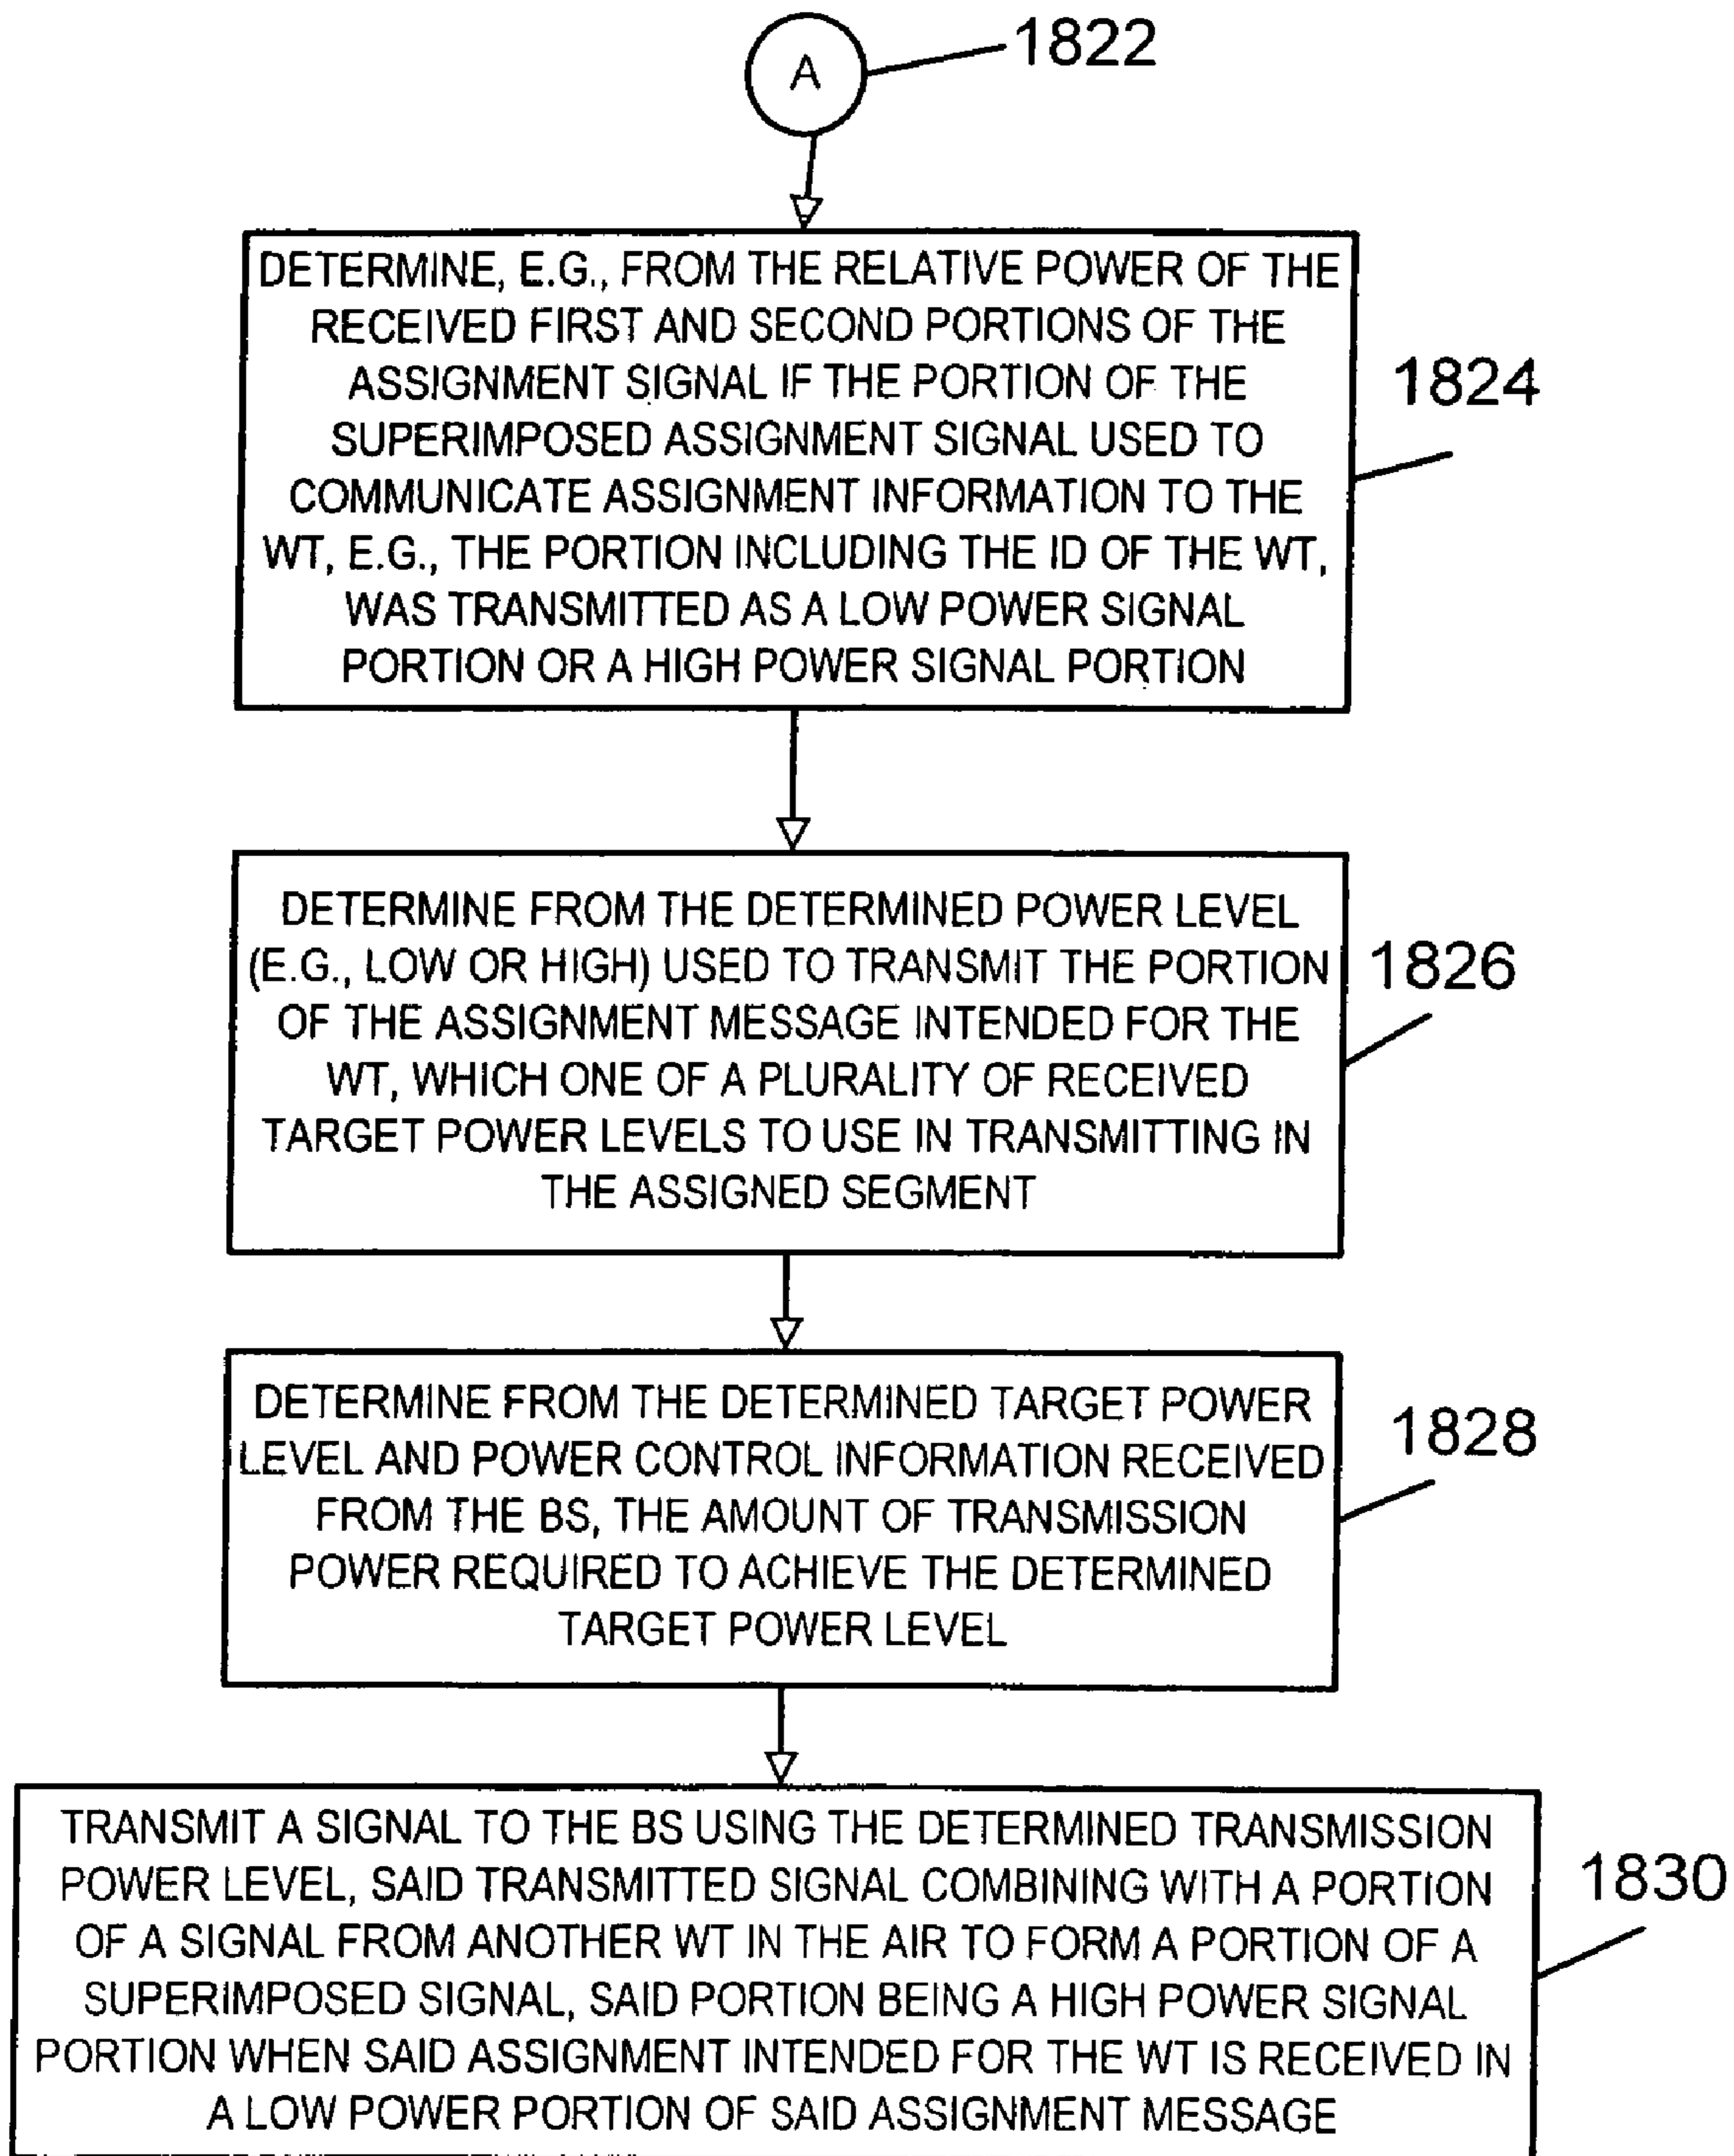 A
1822
DETERMINE, E.G., FROM THE RELATIVE POWER OF THE
RECEIVED FIRST AND SECOND PORTIONS OF THE
ASSIGNMENT SIGNAL IF THE PORTION OF THE
SUPERIMPOSED ASSIGNMENT SIGNAL USED TO
COMMUNICATE ASSIGNMENT INFORMATION TO THE
WT, E.G., THE PORTION INCLUDING THE ID OF THE WT,
WAS TRANSMITTED AS A LOW POWER SIGNAL
PORTION OR A HIGH POWER SIGNAL PORTION
1824
DETERMINE FROM THE DETERMINED POWER LEVEL
(E.G., LOW OR HIGH) USED TO TRANSMIT THE PORTION
OF THE ASSIGNMENT MESSAGE INTENDED FOR THE
WT, WHICH ONE OF A PLURALITY OF RECEIVED
TARGET POWER LEVELS TO USE IN TRANSMITTING IN
THE ASSIGNED SEGMENT
1826
DETERMINE FROM THE DETERMINED TARGET POWER
LEVEL AND POWER CONTROL INFORMATION RECEIVED
FROM THE BS, THE AMOUNT OF TRANSMISSION
POWER REQUIRED TO ACHIEVE THE DETERMINED
TARGET POWER LEVEL
1828
TRANSMIT A SIGNAL TO THE BS USING THE DETERMINED TRANSMISSION
POWER LEVEL, SAID TRANSMITTED SIGNAL COMBINING WITH A PORTION
OF A SIGNAL FROM ANOTHER WT IN THE AIR TO FORM A PORTION OF A
SUPERIMPOSED SIGNAL, SAID PORTION BEING A HIGH POWER SIGNAL
PORTION WHEN SAID ASSIGNMENT INTENDED FOR THE WT IS RECEIVED IN
A LOW POWER PORTION OF SAID ASSIGNMENT MESSAGE
1830